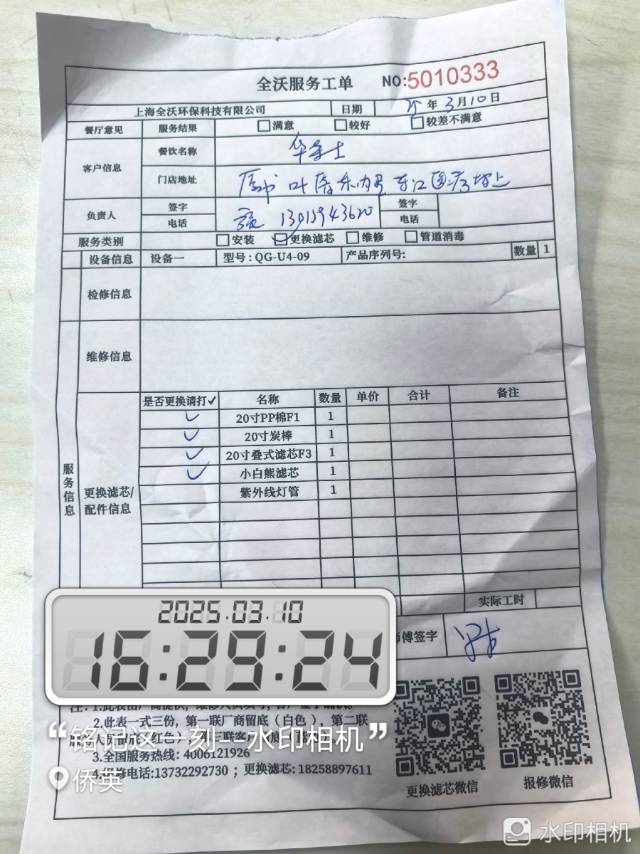 全沃服务工单 NO:5010333
上海全沃环保科技有限公司 日期 年 3月10日
餐厅意见 服务结果 □满意 □较好 □较差不满意
客户信息 餐饮名称
门店地址
负责人 签字 签字
电话 13913943620 电话
服务类别 □安装 ☑更换滤芯 □维修 □管道消毒
设备信息 设备一 型号:QG-U4-09 产品序列号: 数量 1
检修信息
维修信息
服务信息
更换滤芯/配件信息
是否更换请打✓ 名称 数量 单价 合计 备注
✓ 20寸PP棉F1 1
✓ 20寸炭棒 1
✓ 20寸叠式滤芯F3 1
✓ 小白熊滤芯 1
紫外线灯管 1
实际工时
师傅签字
2025.03.10
16:29:24
2.此表一式三份，第一联厂商留底(白色)，第二联
3.全国服务热线: 4006121926
4.报修电话:13732292730；更换滤芯: 18258897611
更换滤芯微信 报修微信
“铭记这一刻－水印相机”
侨英
水印相机